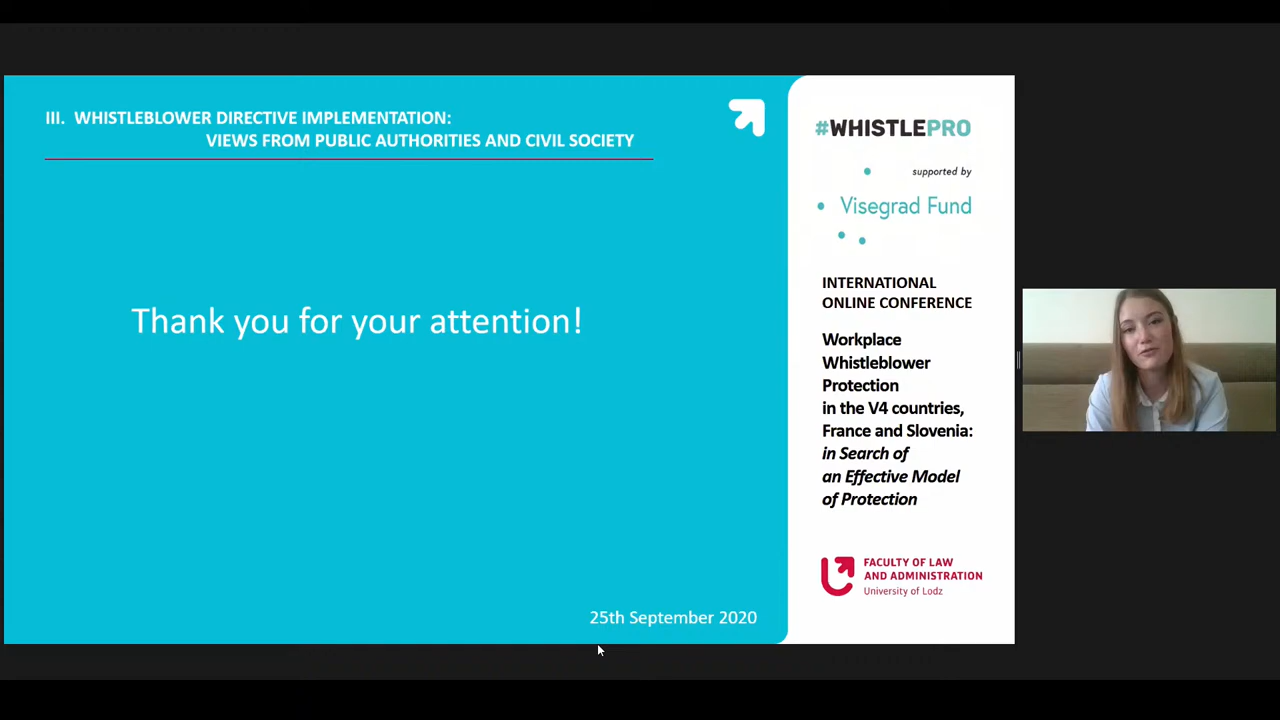 III. WHISTLEBLOWER DIRECTIVE IMPLEMENTATION:
VIEWS FROM PUBLIC AUTHORITIES AND CIVIL SOCIETY
Thank you for your attention!
25th September 2020
#WHISTLEPRO
supported by
Visegrad Fund
INTERNATIONAL
ONLINE CONFERENCE
Workplace
Whistleblower
Protection
in the V4 countries,
France and Slovenia:
in Search of
an Effective Model
of Protection
FACULTY OF LAW
AND ADMINISTRATION
University of Lodz